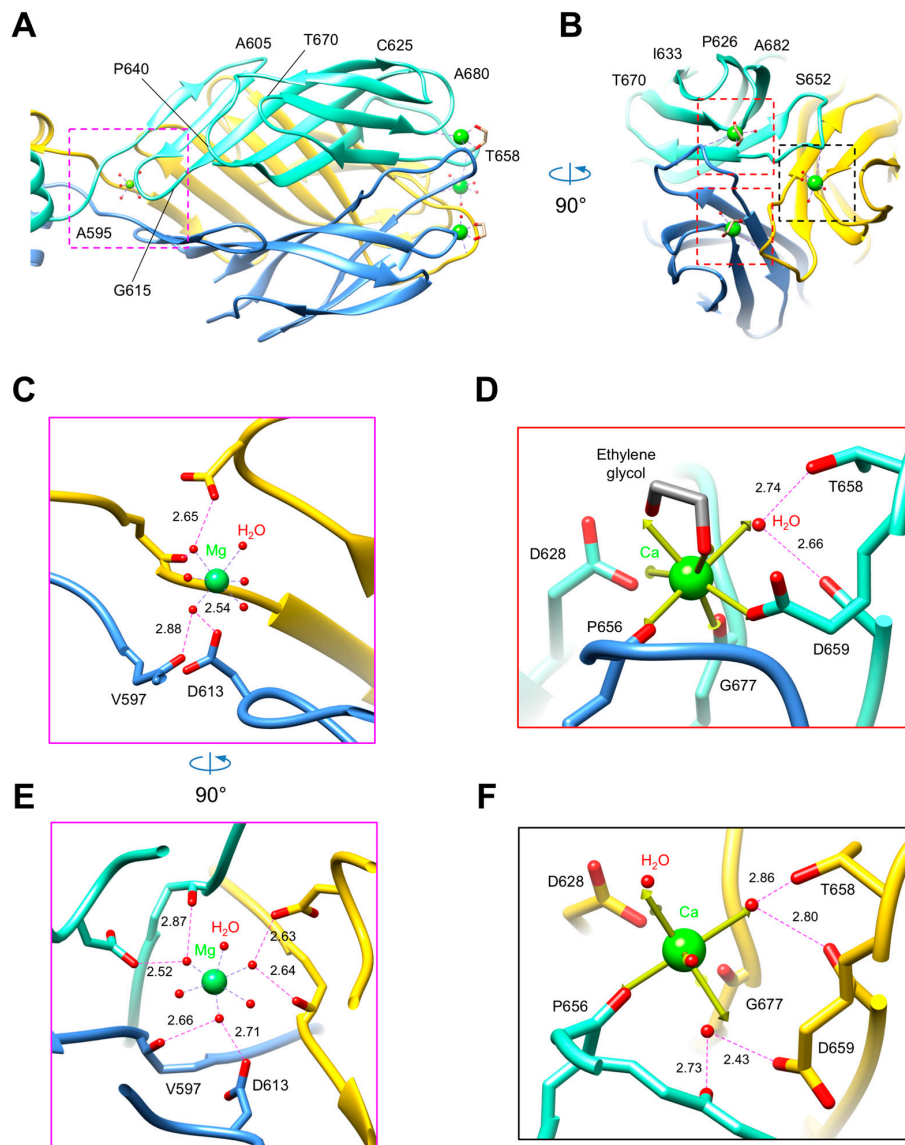 A
A605
T670
C625
P640
A680
T658
A595
G615
B
P626
I633
A682
T670
S652
90°
C
2.65
H₂O
Mg
2.54
2.88
V597
D613
90°
D
Ethylene
glycol
2.74
T658
H₂O
Ca
2.66
D628
P656
D659
G677
E
2.87
H₂O
2.63
Mg
2.52
2.64
2.66
2.71
V597
D613
F
H₂O
2.86
T658
D628
Ca
2.80
G677
P656
D659
2.73
2.43